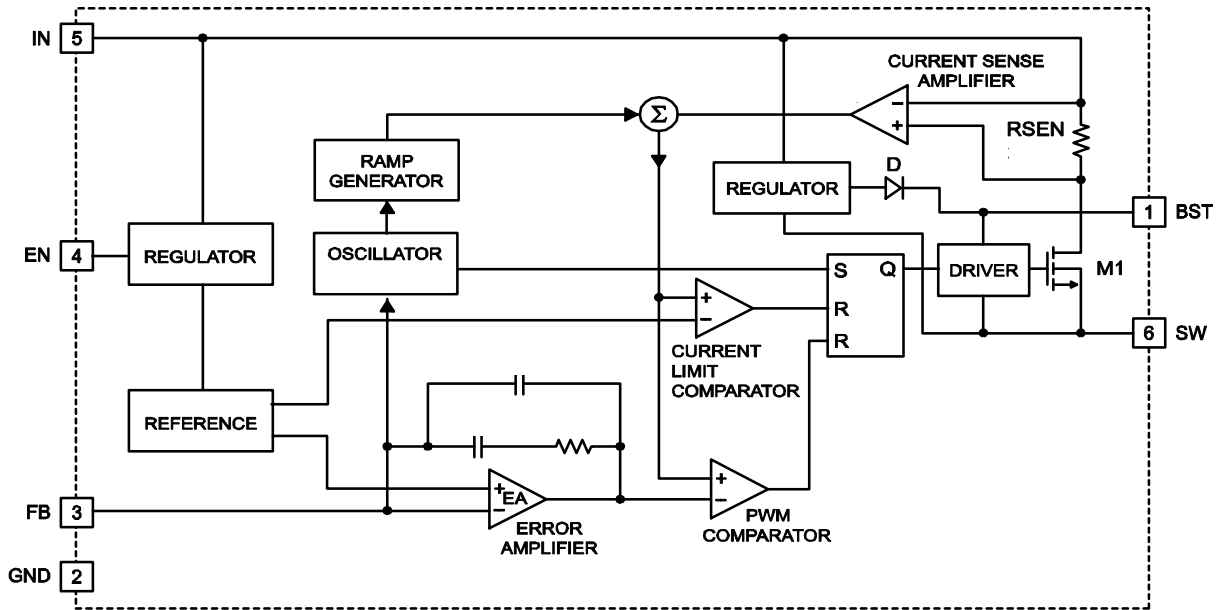 IN 5
CURRENT SENSE
AMPLIFIER
Σ
−
+
RSEN
RAMP
GENERATOR
D
REGULATOR
1 BST
EN 4
REGULATOR
OSCILLATOR
S Q
DRIVER
M1
+
−
R
R
6 SW
CURRENT
LIMIT
COMPARATOR
REFERENCE
+
EA
−
+
−
FB 3
ERROR
AMPLIFIER
PWM
COMPARATOR
GND 2